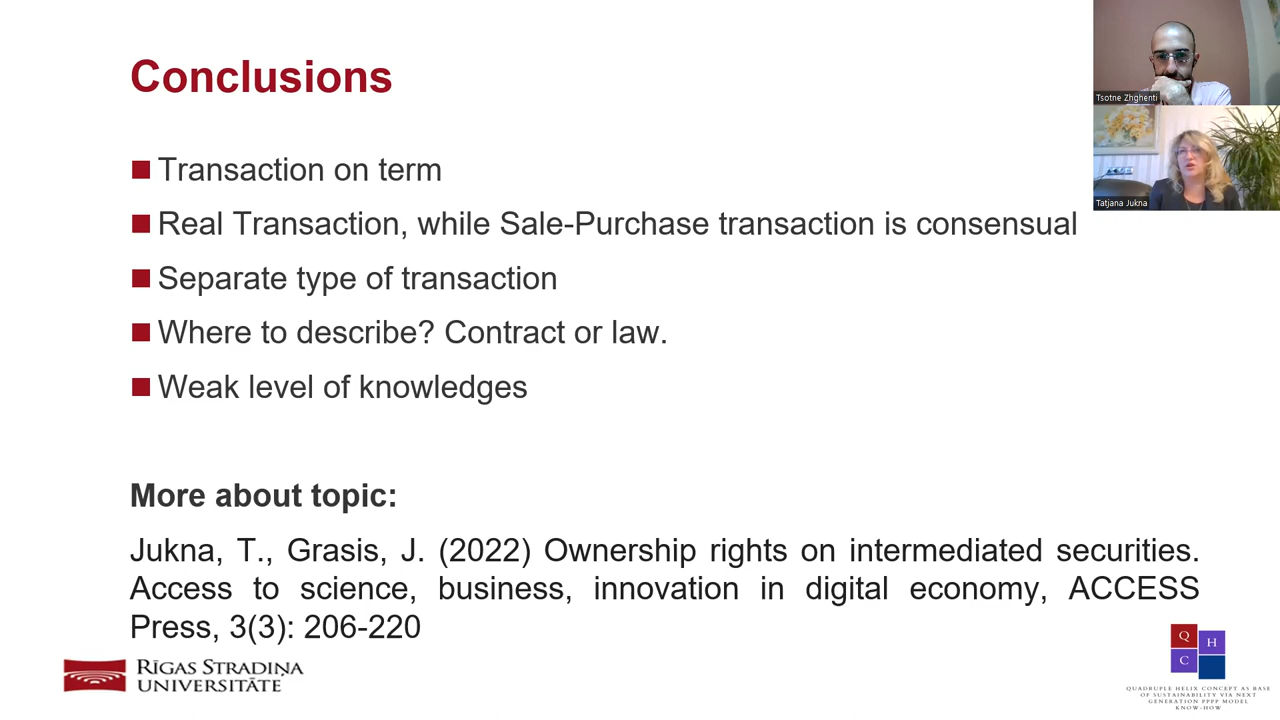 Conclusions
Transaction on term
Real Transaction, while Sale-Purchase transaction is consensual
Separate type of transaction
Where to describe? Contract or law.
Weak level of knowledges
More about topic:
Jukna, T., Grasis, J. (2022) Ownership rights on intermediated securities.
Access to science, business, innovation in digital economy, ACCESS
Press, 3(3): 206-220
RĪGAS STRADIŅA
UNIVERSITĀTE
Q
H
C
QUADRUPLE HELIX CONCEPT AS BASE
OF SUSTAINABILITY VIA NEXT
GENERATION PPPP MODEL
KNOW-HOW
Tsotne Zhghenti
Tatjana Jukna